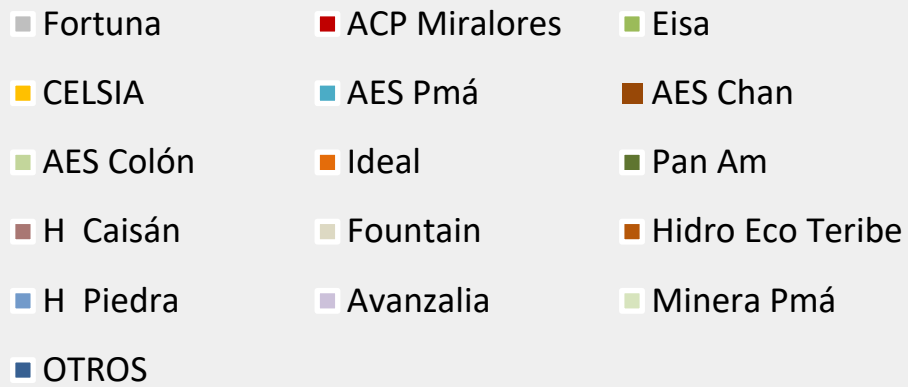 Fortuna ACP Miralores Eisa
CELSIA AES Pmá AES Chan
AES Colón Ideal Pan Am
H Caisán Fountain Hidro Eco Teribe
H Piedra Avanzalia Minera Pmá
OTROS